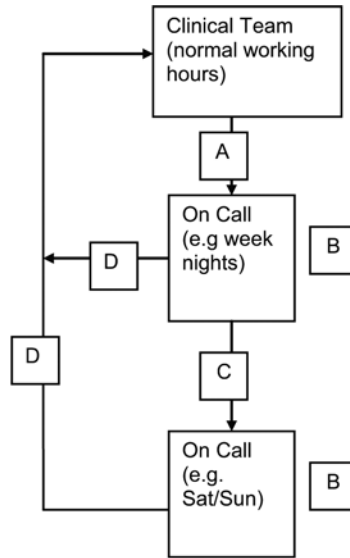 Clinical Team
(normal working
hours)
A
On Call
(e.g week
nights)
B
D
C
D
On Call
(e.g.
Sat/Sun)
B